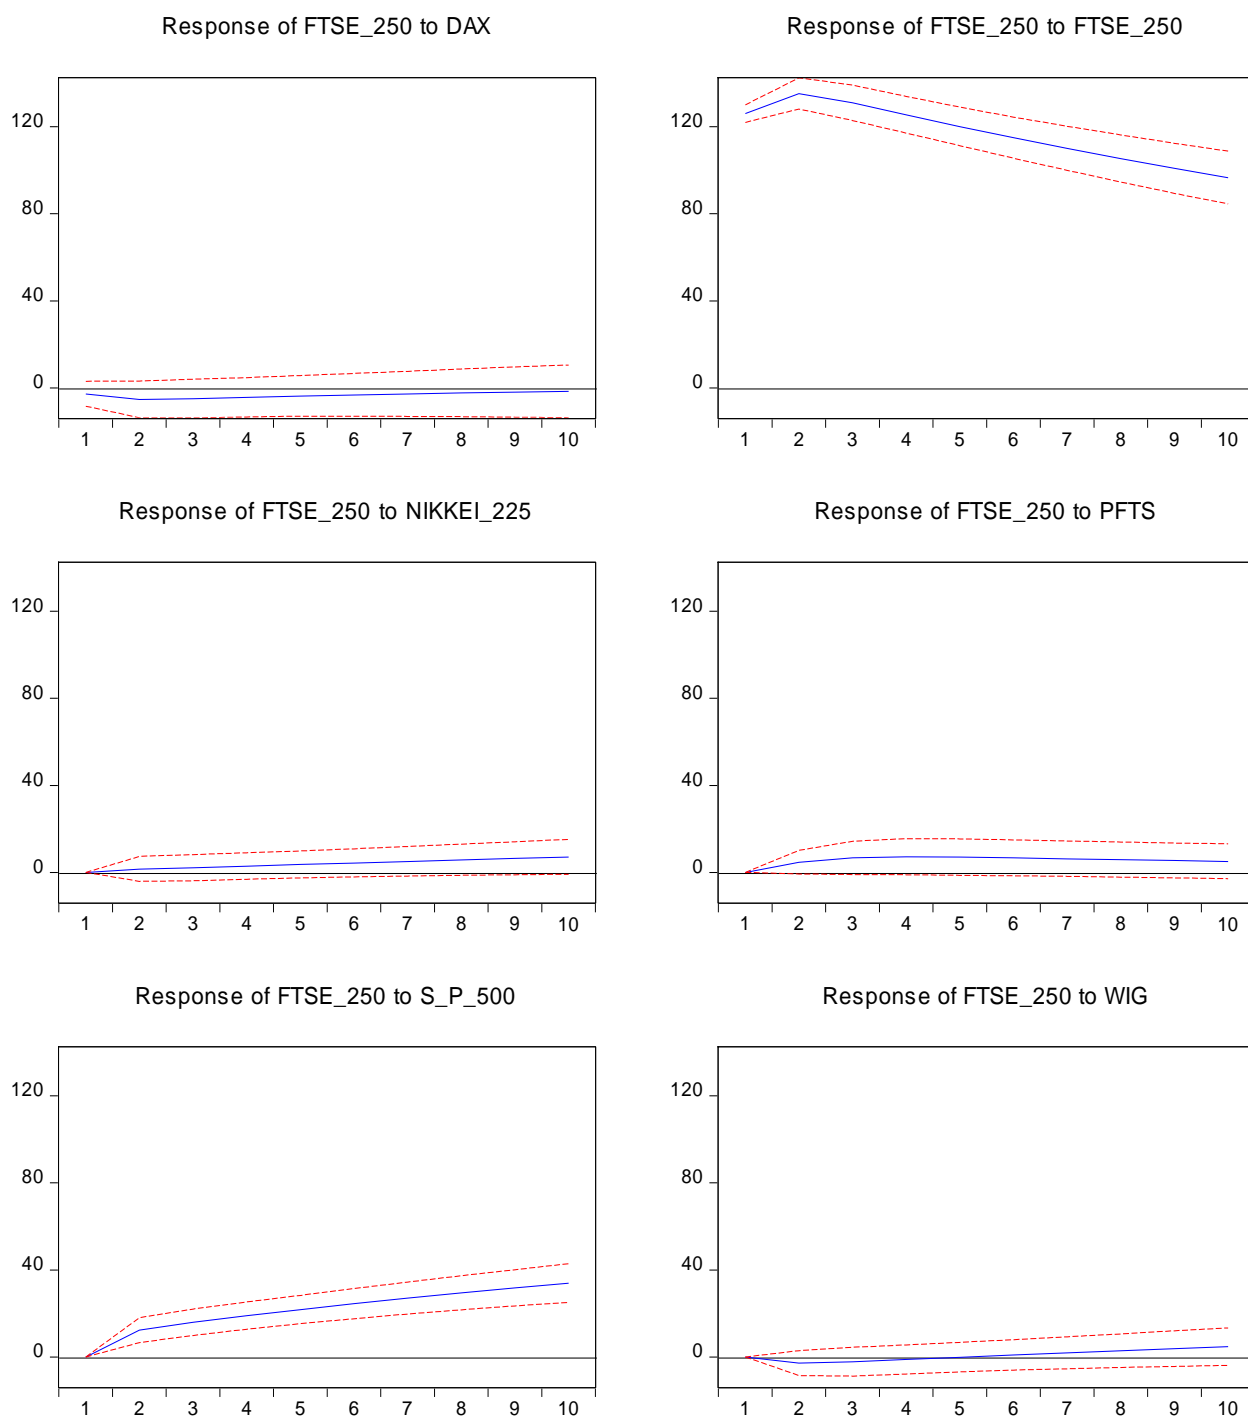 Response of FTSE_250 to DAX
Response of FTSE_250 to FTSE_250
120
80
40
0
1 2 3 4 5 6 7 8 9 10
120
80
40
0
1 2 3 4 5 6 7 8 9 10
Response of FTSE_250 to NIKKEI_225
Response of FTSE_250 to PFTS
120
80
40
0
1 2 3 4 5 6 7 8 9 10
120
80
40
0
1 2 3 4 5 6 7 8 9 10
Response of FTSE_250 to S_P_500
Response of FTSE_250 to WIG
120
80
40
0
1 2 3 4 5 6 7 8 9 10
120
80
40
0
1 2 3 4 5 6 7 8 9 10